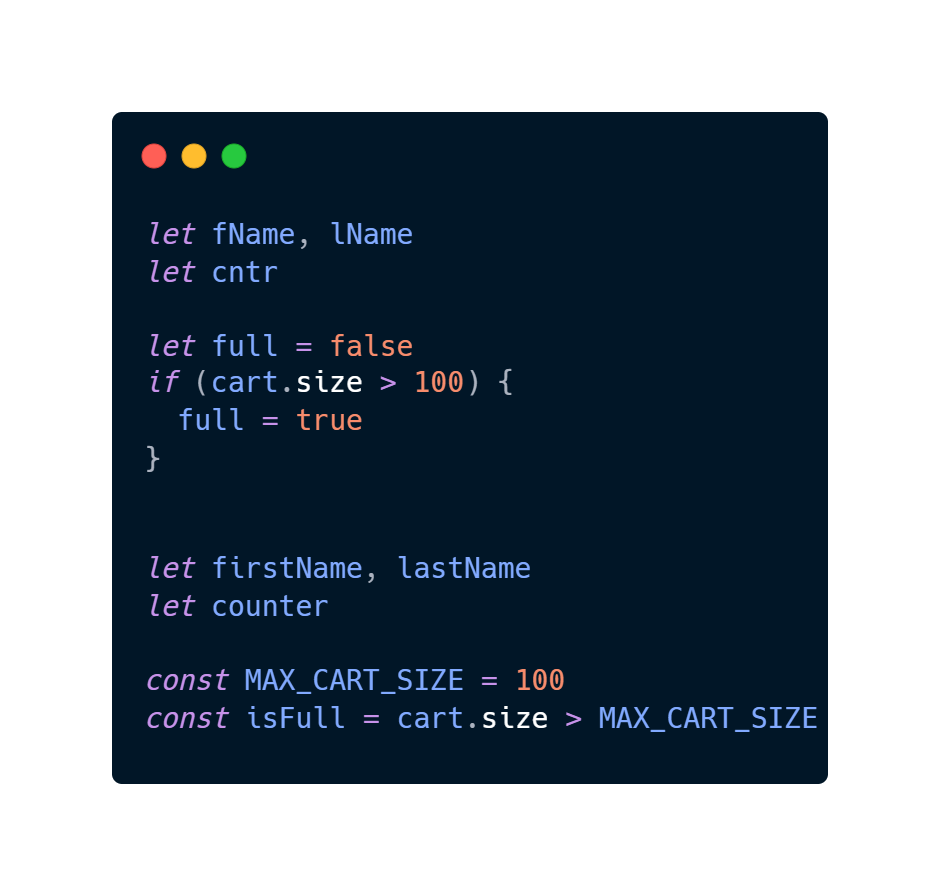 let fName, lName
let cntr

let full = false
if (cart.size > 100) {
  full = true
}


let firstName, lastName
let counter

const MAX_CART_SIZE = 100
const isFull = cart.size > MAX_CART_SIZE